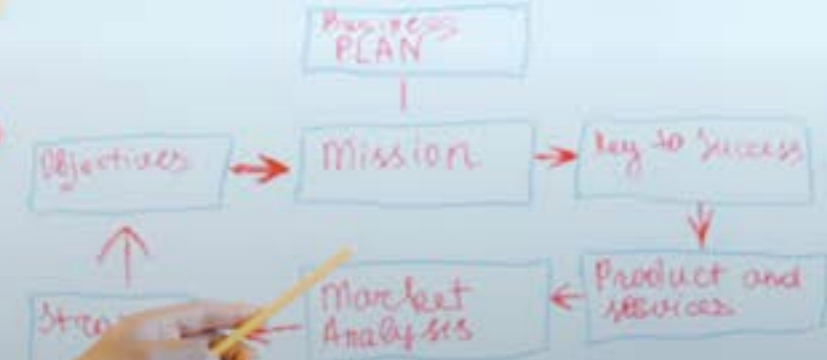 Business
PLAN
Objectives
Mission
Key to Success
Product and
services
Market
Analysis